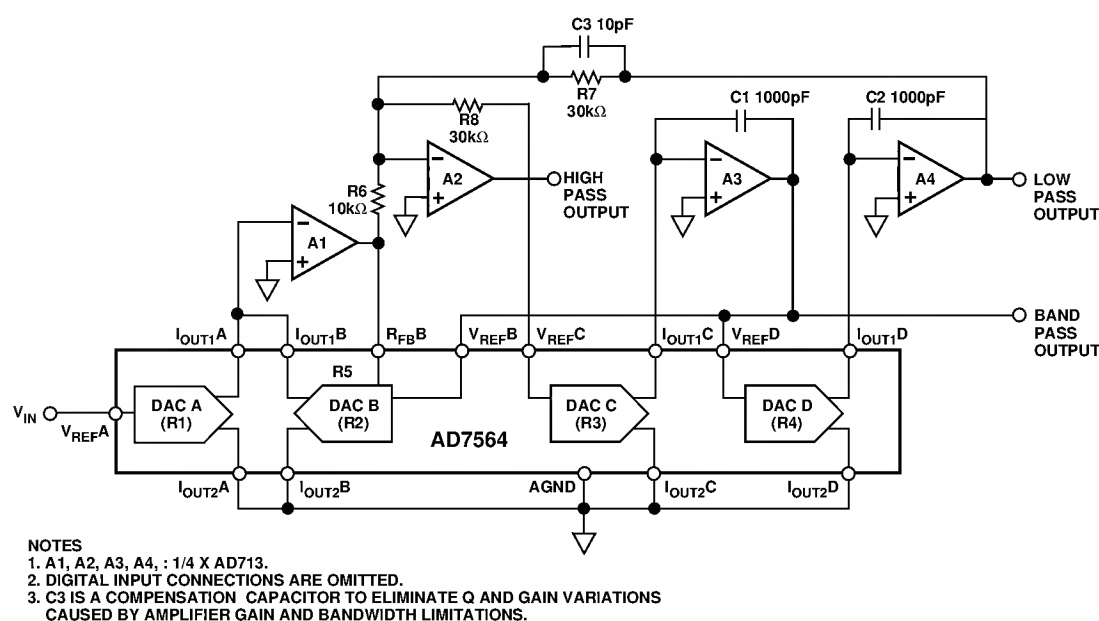 C3 10pF
R7
30kΩ
C1 1000pF
C2 1000pF
R8
30kΩ
R6
10kΩ
A1
A2
A3
A4
HIGH
PASS
OUTPUT
LOW
PASS
OUTPUT
BAND
PASS
OUTPUT
IOUT1A
IOUT1B
RFBB
VREFB
VREFC
IOUT1C
VREFD
IOUT1D
R5
VIN
VREFA
DAC A
(R1)
DAC B
(R2)
AD7564
DAC C
(R3)
DAC D
(R4)
IOUT2A
IOUT2B
AGND
IOUT2C
IOUT2D
NOTES
1. A1, A2, A3, A4, : 1/4 X AD713.
2. DIGITAL INPUT CONNECTIONS ARE OMITTED.
3. C3 IS A COMPENSATION CAPACITOR TO ELIMINATE Q AND GAIN VARIATIONS
CAUSED BY AMPLIFIER GAIN AND BANDWIDTH LIMITATIONS.